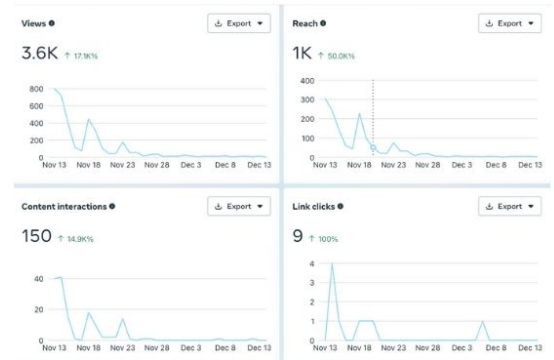 Views
Export
3.6K ↑ 17.9K%
800
600
400
200
0
Nov 13 Nov 18 Nov 23 Nov 28 Dec 3 Dec 8 Dec 13
Reach
Export
1K ↑ 50.0K%
400
300
200
100
0
Nov 13 Nov 18 Nov 23 Nov 28 Dec 3 Dec 8 Dec 13
Content interactions
Export
150 ↑ 14.9K%
40
20
0
Nov 13 Nov 18 Nov 23 Nov 28 Dec 3 Dec 8 Dec 13
Link clicks
Export
9 ↑ 100%
4
3
2
1
0
Nov 13 Nov 18 Nov 23 Nov 28 Dec 3 Dec 8 Dec 13